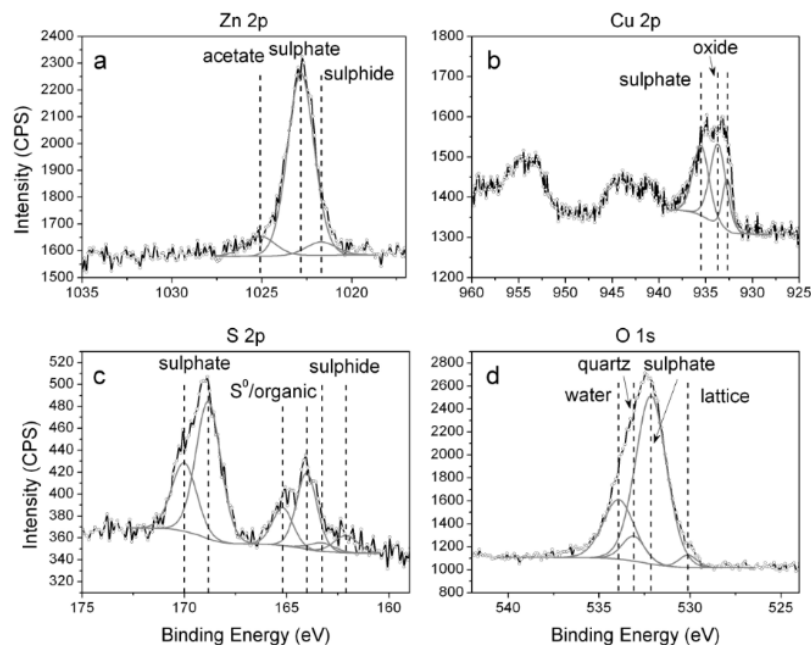 Zn 2p
Cu 2p
a
acetate
sulphate
sulphide
2400
2300
2200
2100
2000
1900
1800
1700
1600
1500
Intensity (CPS)
1035
1030
1025
1020
b
oxide
sulphate
1800
1700
1600
1500
1400
1300
1200
960
955
950
945
940
935
930
925
S 2p
O 1s
c
sulphate
S⁰/organic
sulphide
520
500
480
460
440
420
400
380
360
340
320
Intensity (CPS)
175
170
165
160
Binding Energy (eV)
d
quartz
sulphate
water
lattice
2800
2600
2400
2200
2000
1800
1600
1400
1200
1000
800
540
535
530
525
Binding Energy (eV)